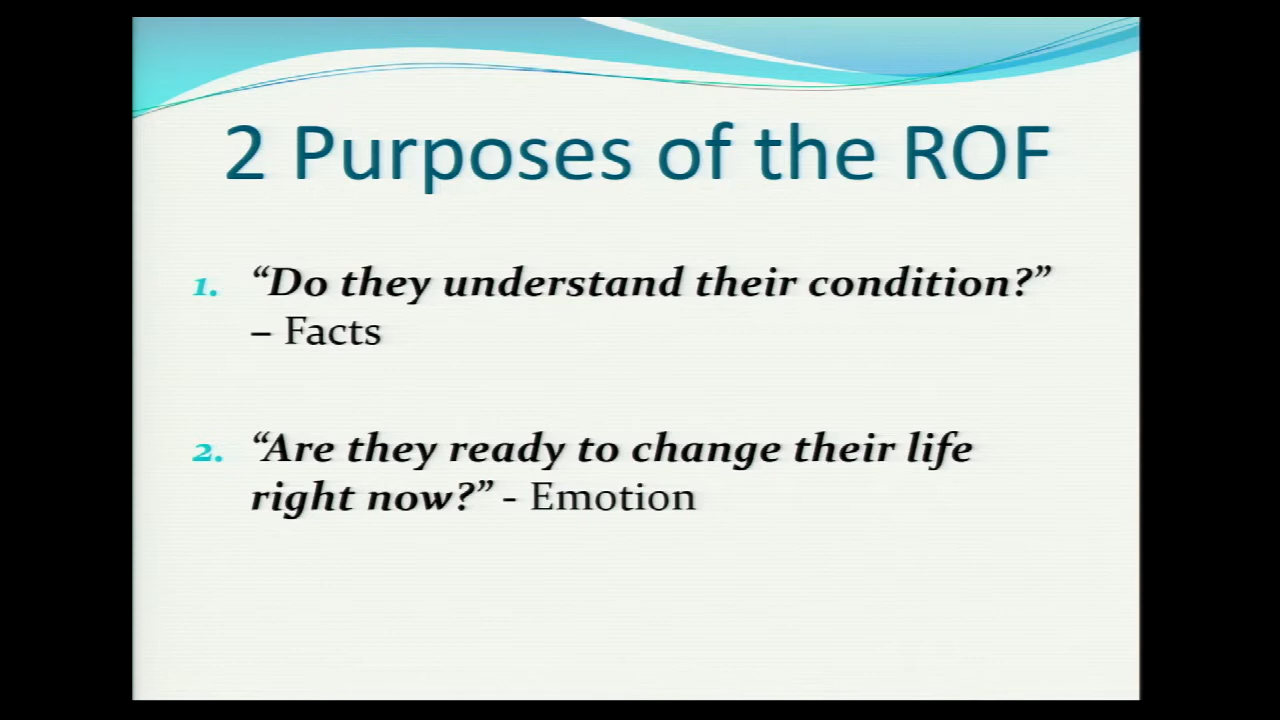 2 Purposes of the ROF
1. “Do they understand their condition?”
– Facts
2. “Are they ready to change their life
right now?” - Emotion